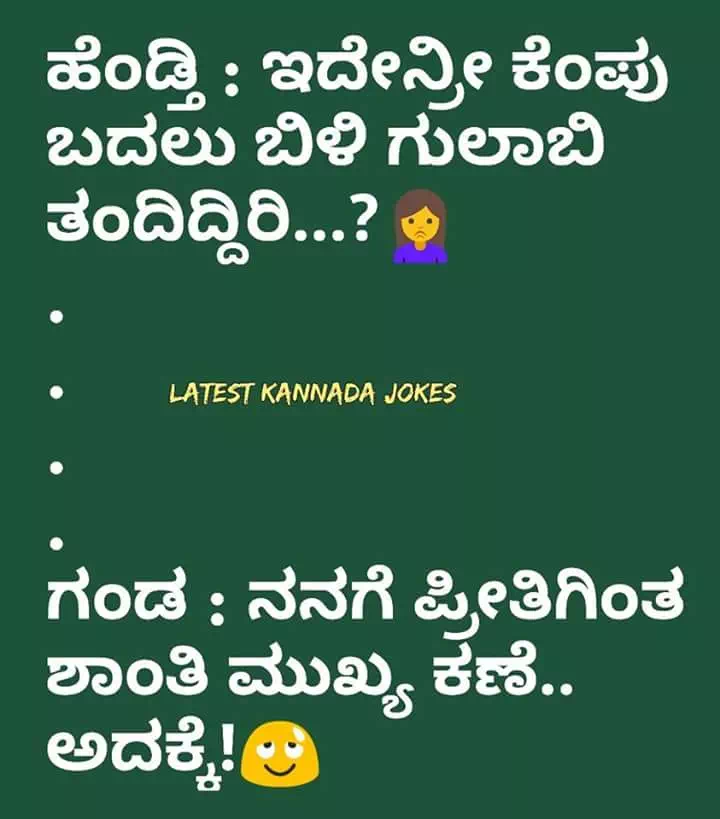 ಹೆಂಡ್ತಿ : ಇದೇನ್ರೀ ಕೆಂಪು
ಬದಲು ಬಿಳಿ ಗುಲಾಬಿ
ತಂದಿದ್ದಿರಿ...? 🙍‍♀️
•
• LATEST KANNADA JOKES
•
•
ಗಂಡ : ನನಗೆ ಪ್ರೀತಿಗಿಂತ
ಶಾಂತಿ ಮುಖ್ಯ ಕಣೆ..
ಅದಕ್ಕೆ!😌